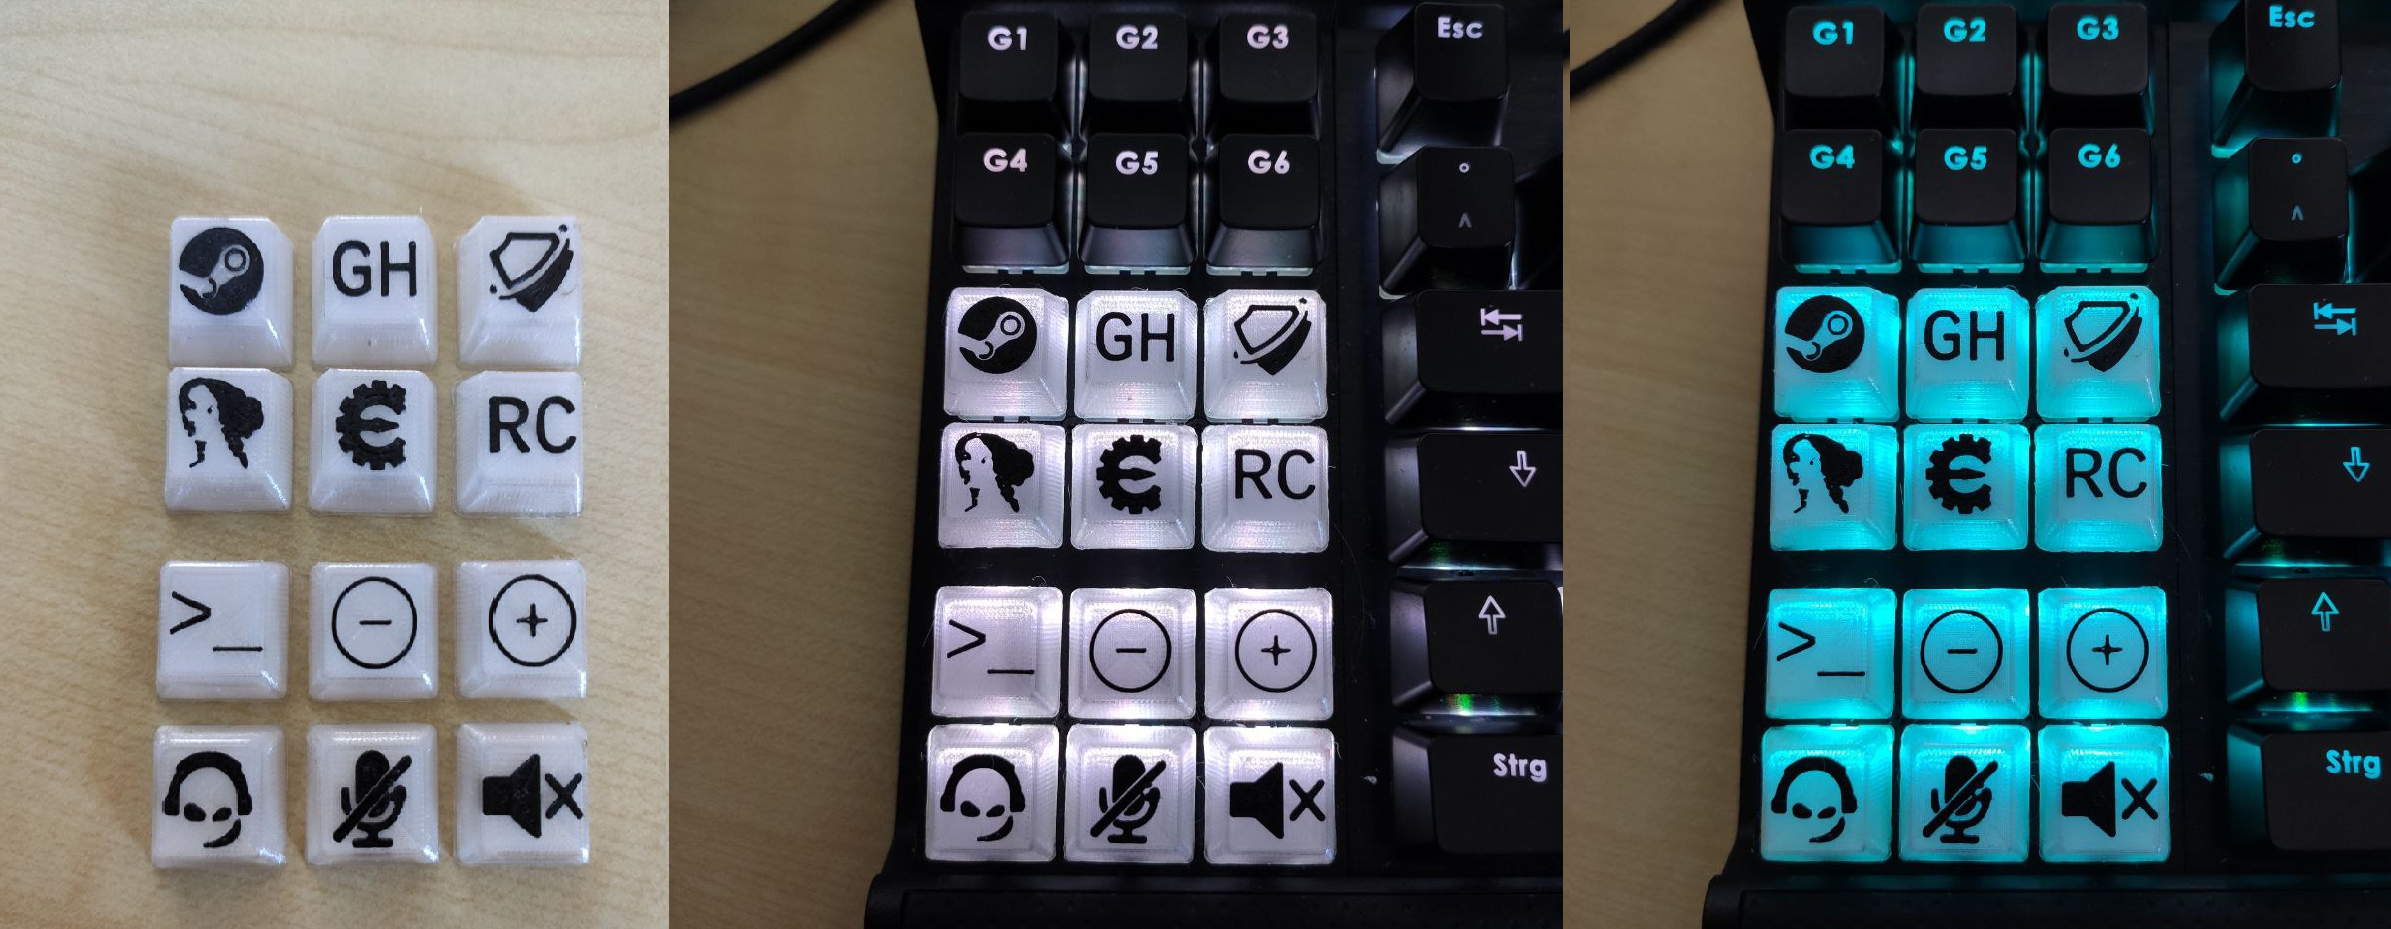 GH
RC
>_
−
+
G1 G2 G3 Esc
G4 G5 G6 °
^
GH
RC
>_
−
+
Strg
G1 G2 G3 Esc
G4 G5 G6 °
^
GH
RC
>_
−
+
Strg